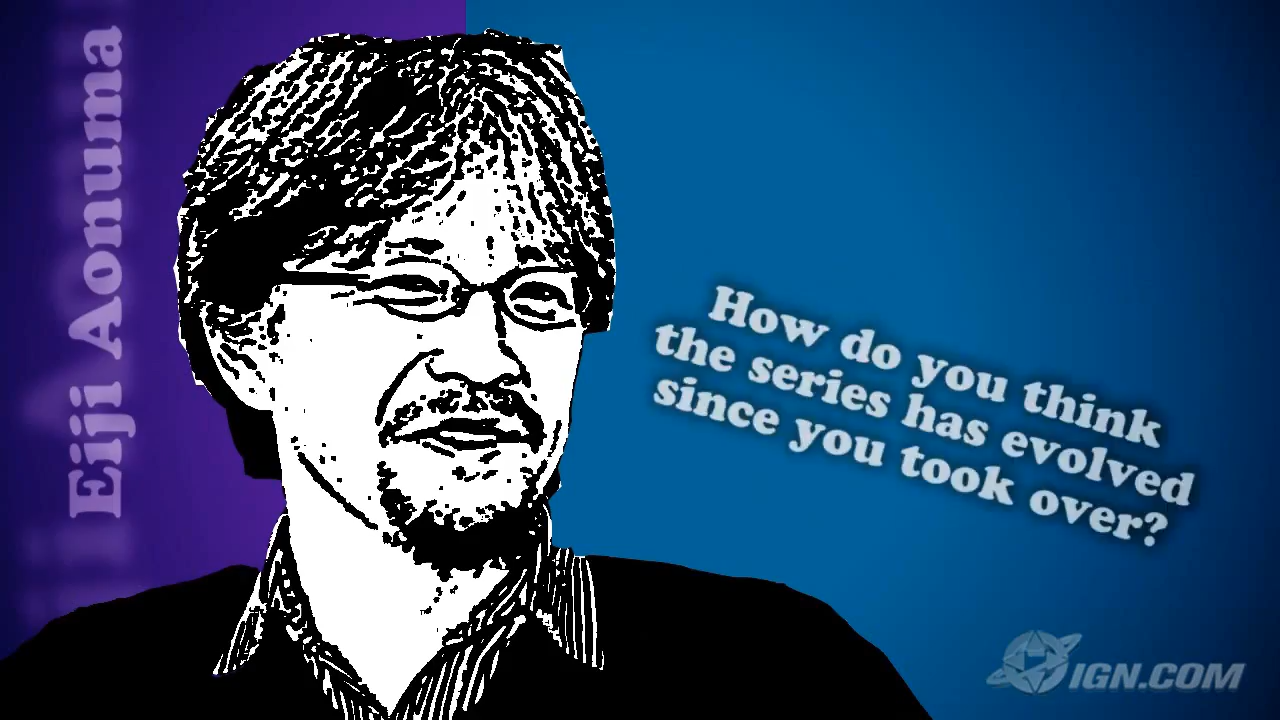 Eiji Aonuma
How do you think
the series has evolved
since you took over?
IGN.COM